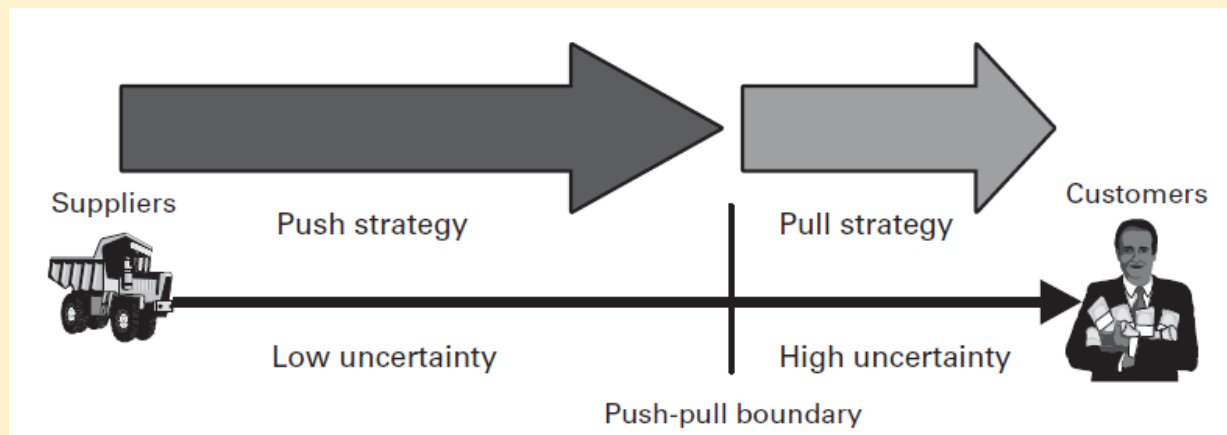 Suppliers
Customers
Push strategy
Pull strategy
Low uncertainty
High uncertainty
Push-pull boundary